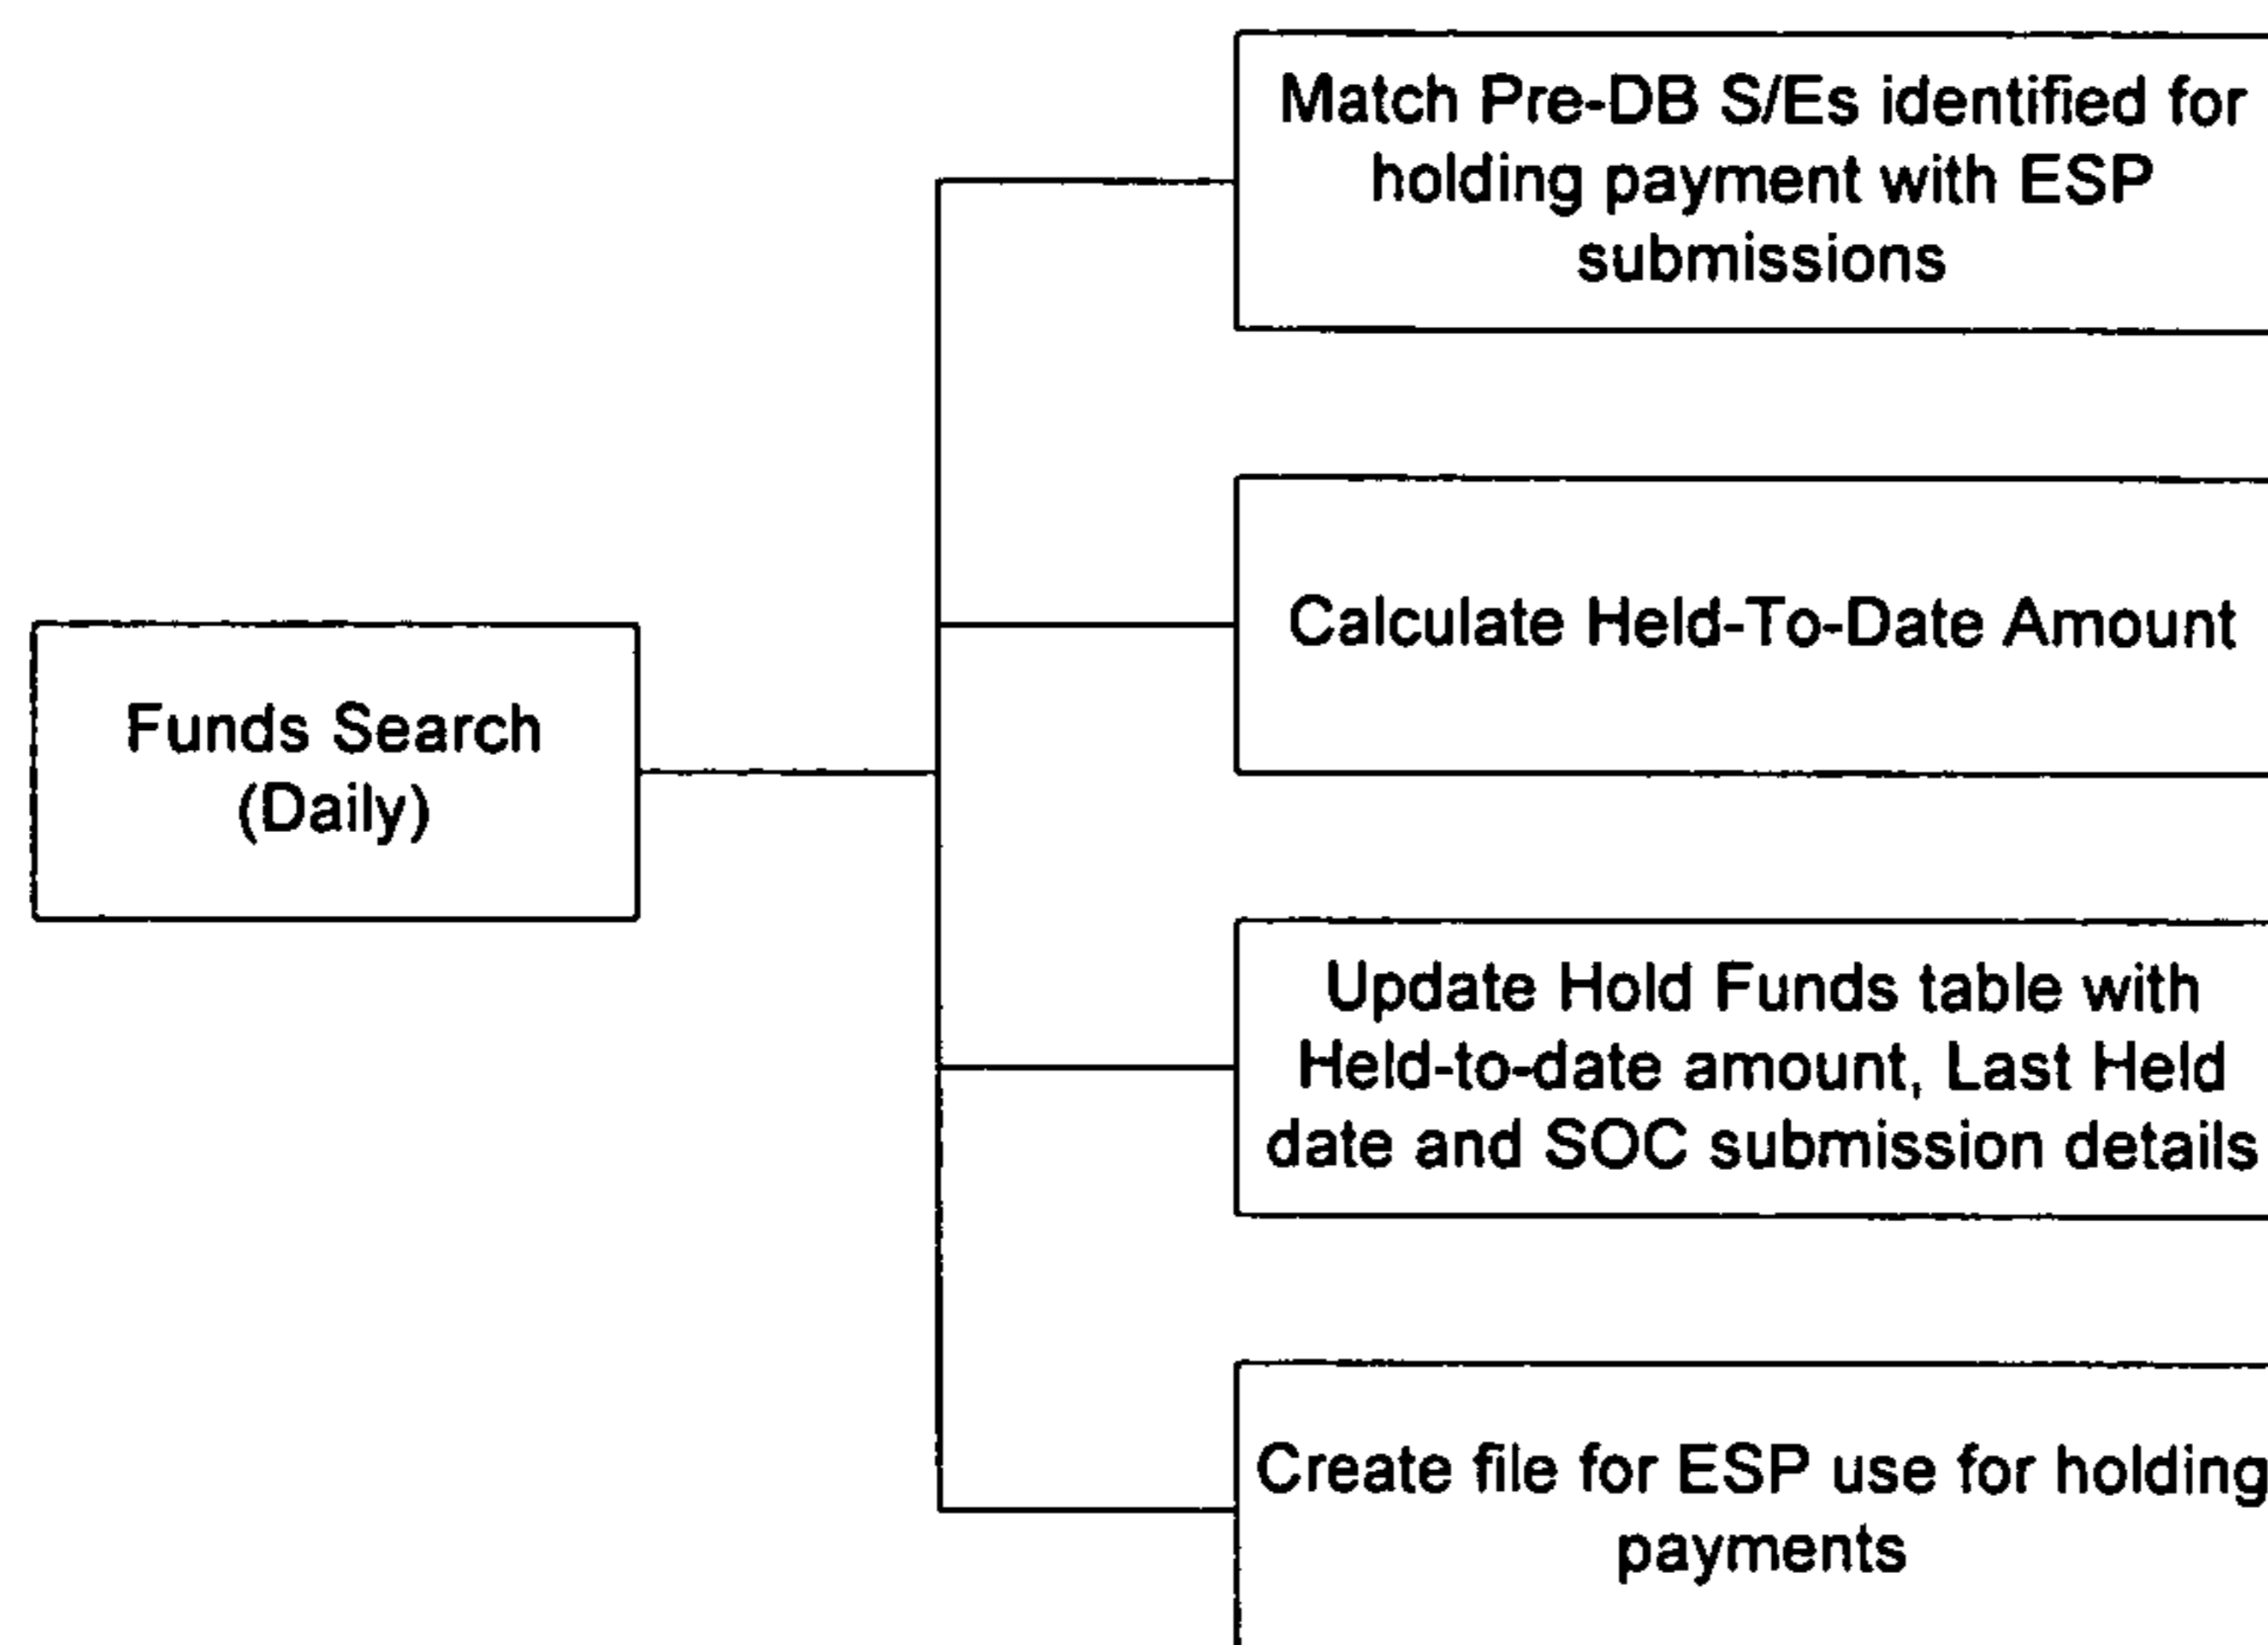 Match Pre-DB S/Es identified for
holding payment with ESP
submissions
Calculate Held-To-Date Amount
Funds Search
(Daily)
Update Hold Funds table with
Held-to-date amount, Last Held
date and SOC submission details
Create file for ESP use for holding
payments